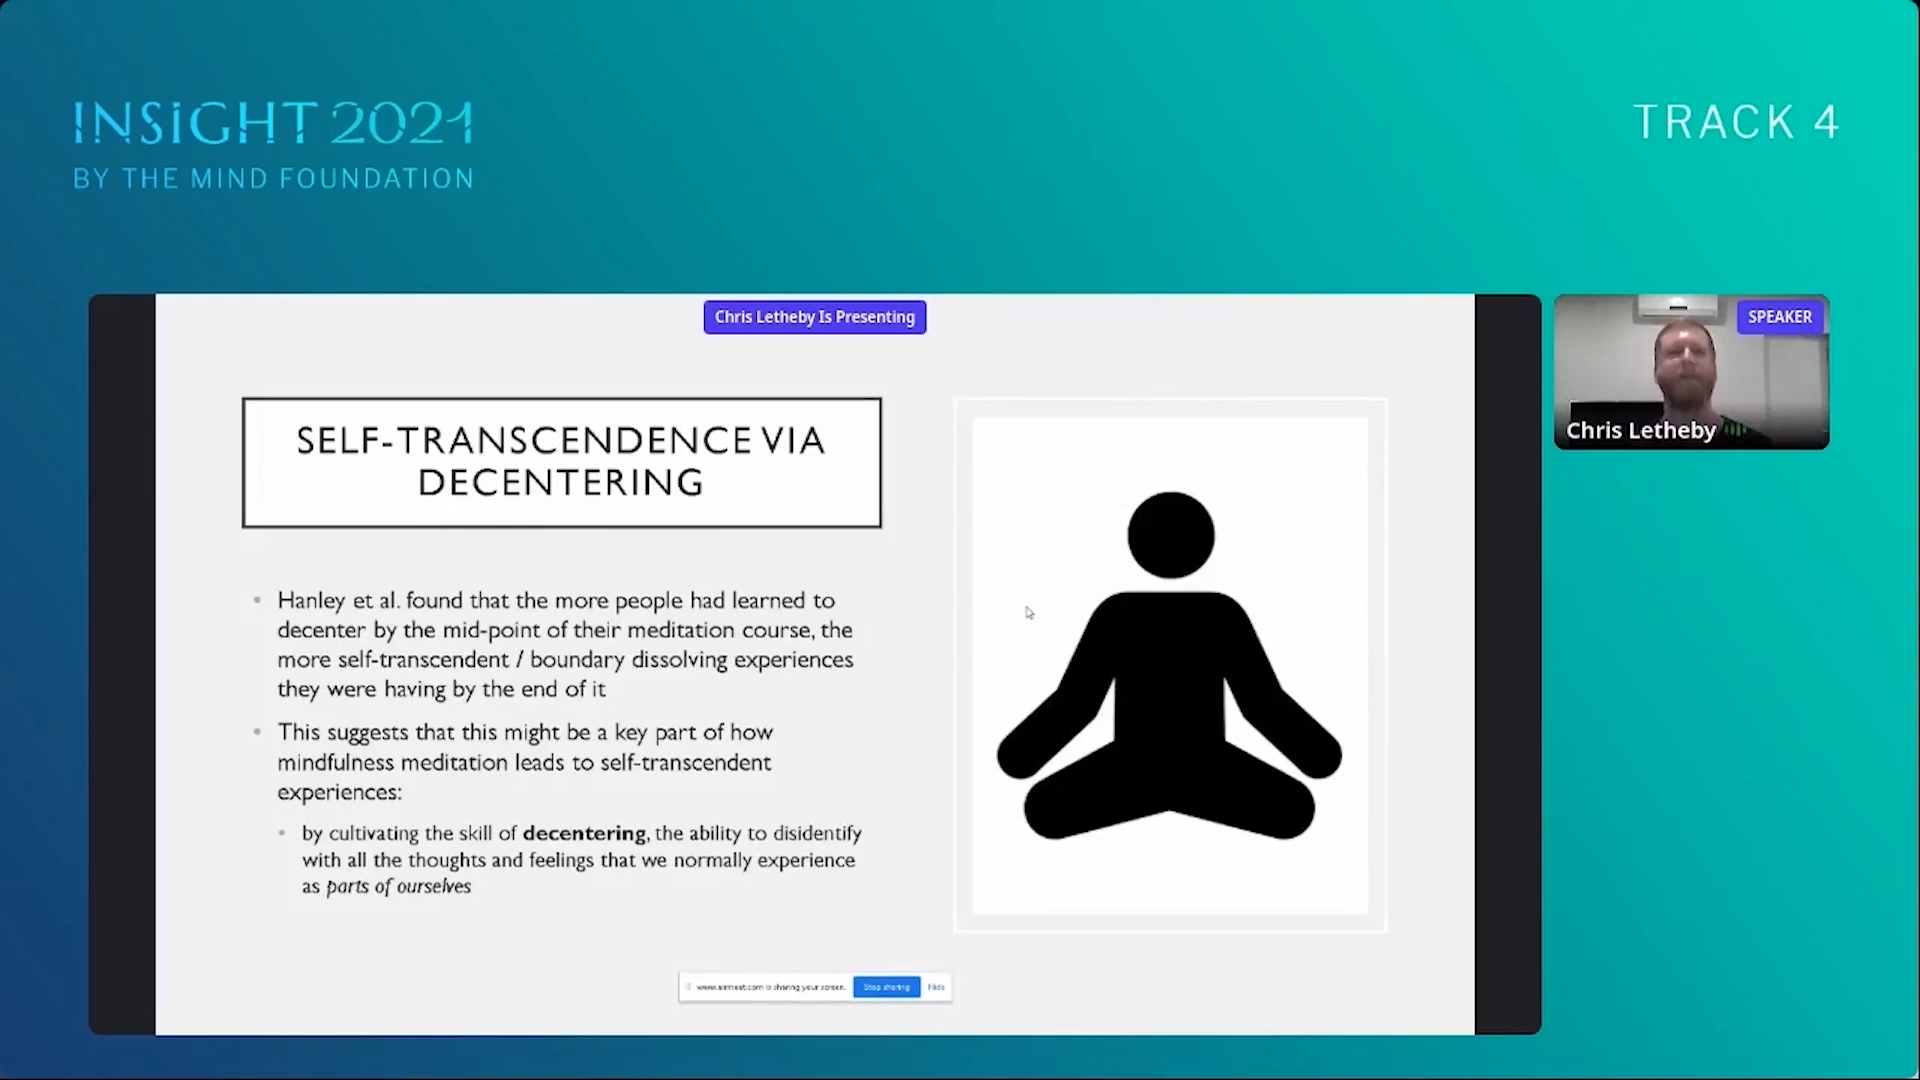 INSIGHT 2021
BY THE MIND FOUNDATION
TRACK 4
Chris Letheby Is Presenting
SPEAKER
Chris Letheby
SELF-TRANSCENDENCE VIA
DECENTERING
• Hanley et al. found that the more people had learned to
decenter by the mid-point of their meditation course, the
more self-transcendent / boundary dissolving experiences
they were having by the end of it
• This suggests that this might be a key part of how
mindfulness meditation leads to self-transcendent
experiences:
• by cultivating the skill of decentering, the ability to disidentify
with all the thoughts and feelings that we normally experience
as parts of ourselves
is sharing your screen. Stop sharing Hide